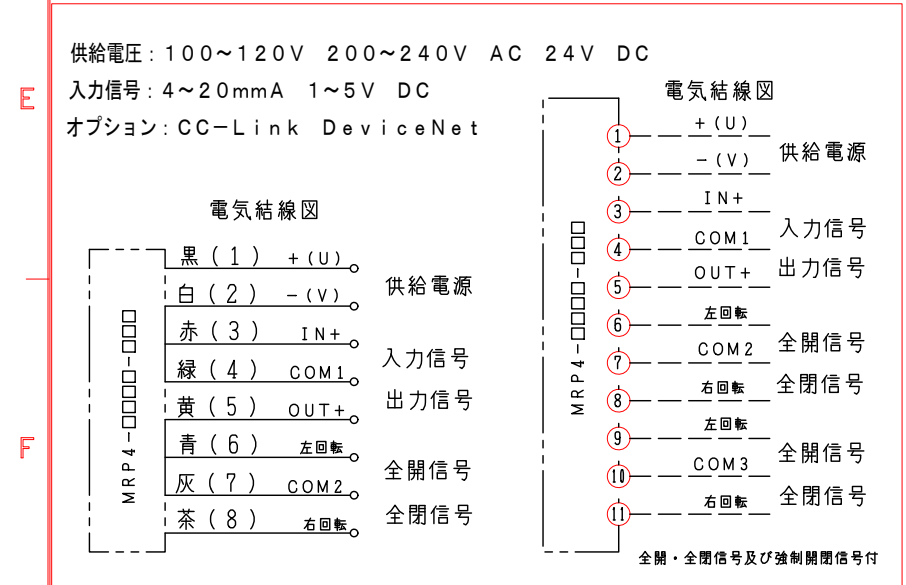 供給電圧：100～120V 200～240V AC 24V DC
入力信号：4～20mmA 1～5V DC
オプション：CC－Link DeviceNet
E
F
電気結線図
MRP4-□□□□-□□□
黒(1) +(U)
白(2) -(V)
供給電源
赤(3) IN+
緑(4) COM1
入力信号
黄(5) OUT+
出力信号
青(6) 左回転
灰(7) COM2
全開信号
茶(8) 右回転
全閉信号
電気結線図
MRP4-□□□□-□□□
1 +(U)
2 -(V)
供給電源
3 IN+
4 COM1
入力信号
5 OUT+
出力信号
6 左回転
7 COM2
全開信号
8 右回転
全閉信号
9 左回転
10 COM3
全開信号
11 右回転
全閉信号
全開・全閉信号及び強制開閉信号付